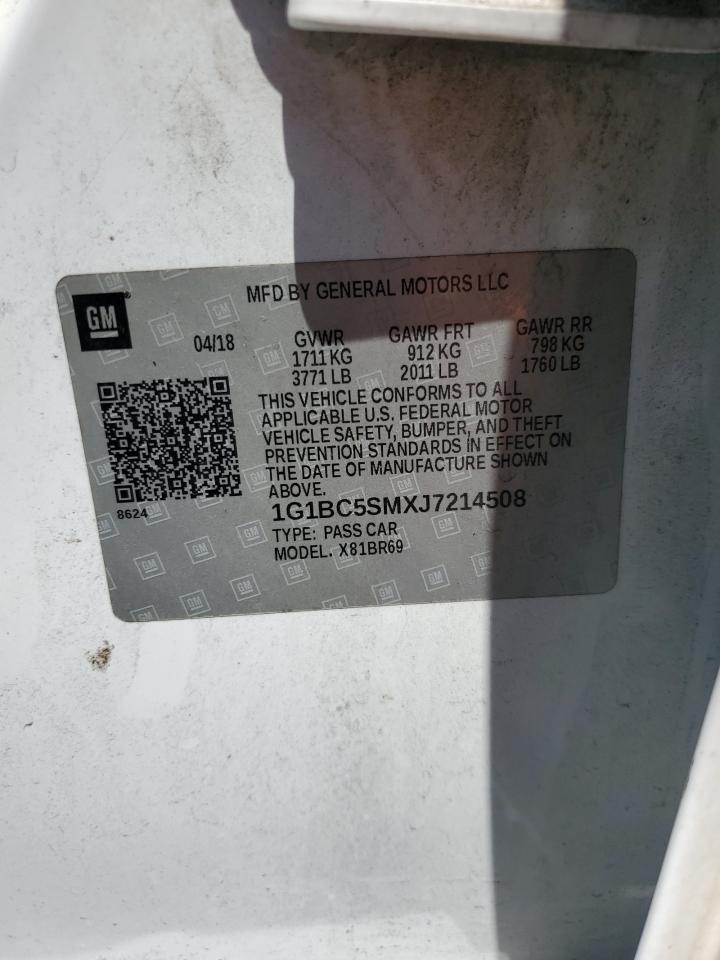 MFD BY GENERAL MOTORS LLC
GM ®
04/18 GVWR GAWR FRT GAWR RR
1711 KG 912 KG 798 KG
3771 LB 2011 LB 1760 LB
THIS VEHICLE CONFORMS TO ALL
APPLICABLE U.S. FEDERAL MOTOR
VEHICLE SAFETY, BUMPER, AND THEFT
PREVENTION STANDARDS IN EFFECT ON
THE DATE OF MANUFACTURE SHOWN
ABOVE.
8624
1G1BC5SMXJ7214508
TYPE: PASS CAR
MODEL: X81BR69